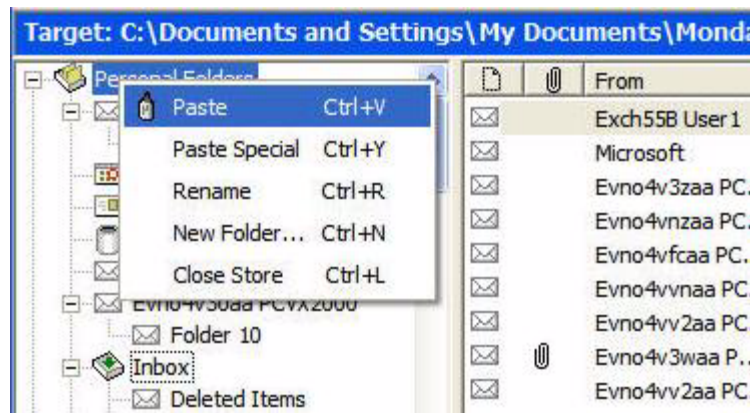 Target: C:\Documents and Settings\My Documents\Monda
Personal Folders
From
Paste Ctrl+V
Paste Special Ctrl+Y
Rename Ctrl+R
New Folder... Ctrl+N
Close Store Ctrl+L
Evno4v30aa PCVX2000
Folder 10
Inbox
Deleted Items
Exch55B User1
Microsoft
Evno4v3zaa PC.
Evno4vnzaa PC.
Evno4vfcaa PC.
Evno4vvnaa PC
Evno4vv2aa PC
Evno4v3waa P..
Evno4vv2aa PC